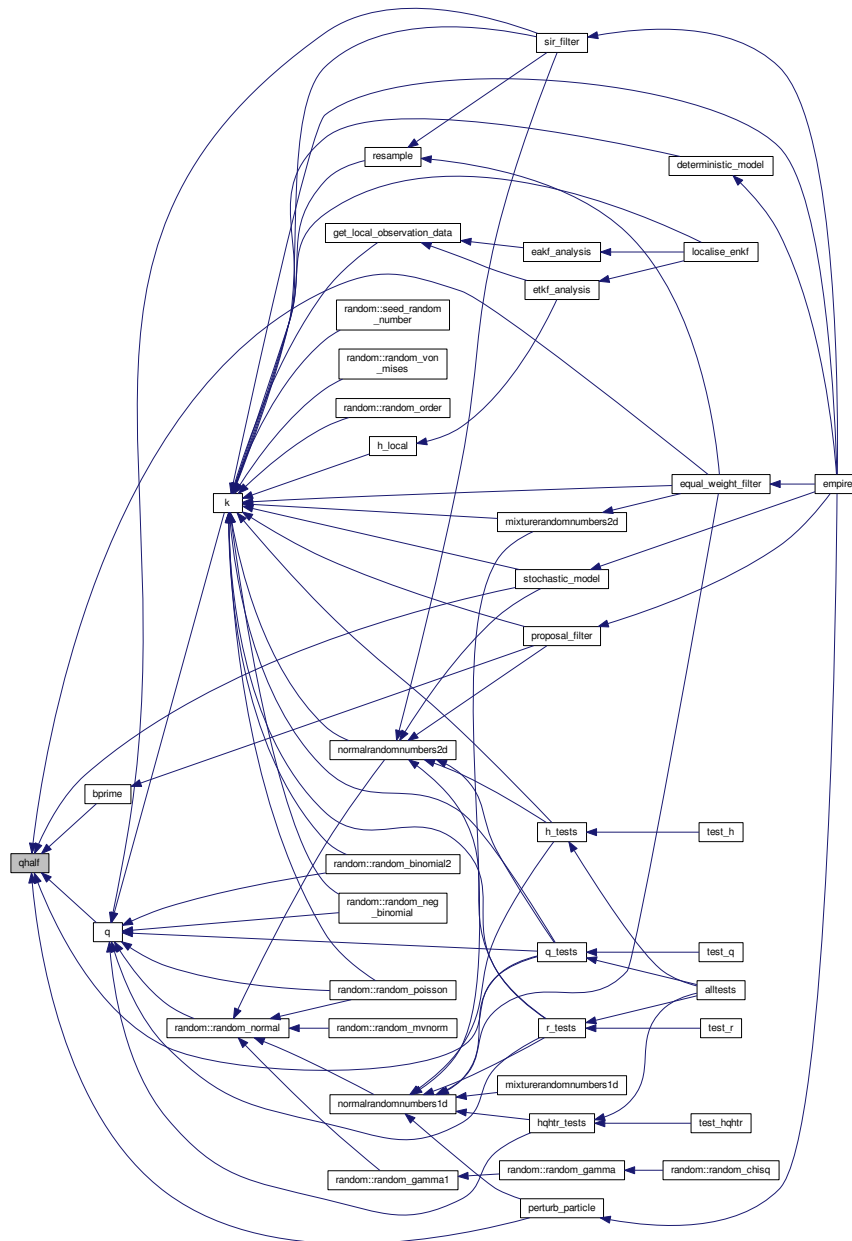 sir_filter
resample
deterministic_model
get_local_observation_data
eakf_analysis
localise_enkf
etkf_analysis
random::seed_random
_number
random::random_von
_mises
random::random_order
h_local
equal_weight_filter
empire
k
mixturerandomnumbers2d
stochastic_model
proposal_filter
normalrandomnumbers2d
bprime
h_tests
test_h
qhalf
random::random_binomial2
random::random_neg
_binomial
q
q_tests
test_q
random::random_poisson
alltests
random::random_normal
random::random_mvnorm
r_tests
test_r
mixturerandomnumbers1d
normalrandomnumbers1d
hqhtr_tests
test_hqhtr
random::random_gamma
random::random_chisq
random::random_gamma1
perturb_particle